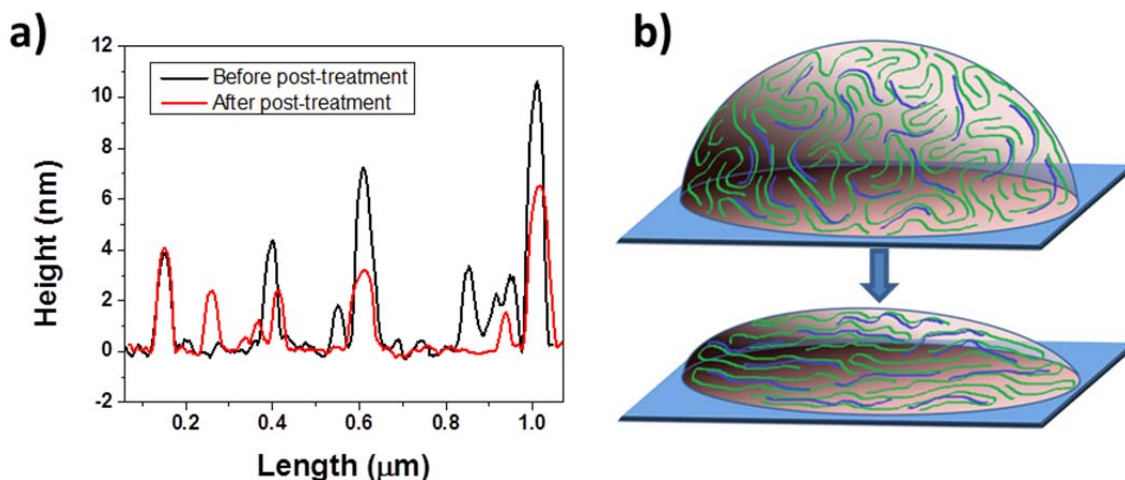 a)
12
10
8
6
4
2
0
-2
Height (nm)
Before post-treatment
After post-treatment
0.2 0.4 0.6 0.8 1.0
Length (μm)
b)